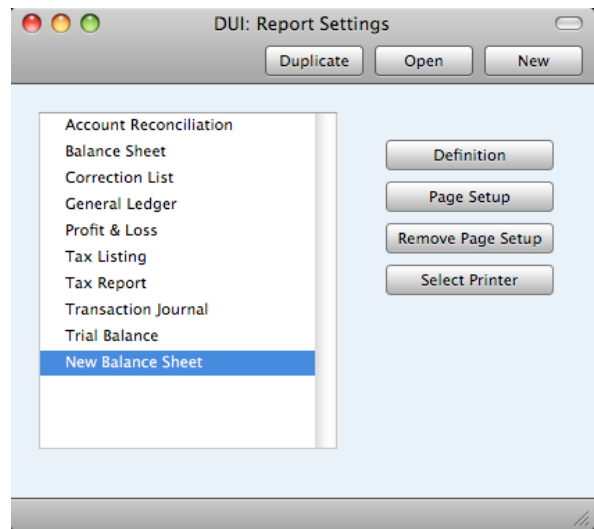 DUI: Report Settings
Duplicate
Open
New
Account Reconciliation
Balance Sheet
Correction List
General Ledger
Profit & Loss
Tax Listing
Tax Report
Transaction Journal
Trial Balance
New Balance Sheet
Definition
Page Setup
Remove Page Setup
Select Printer